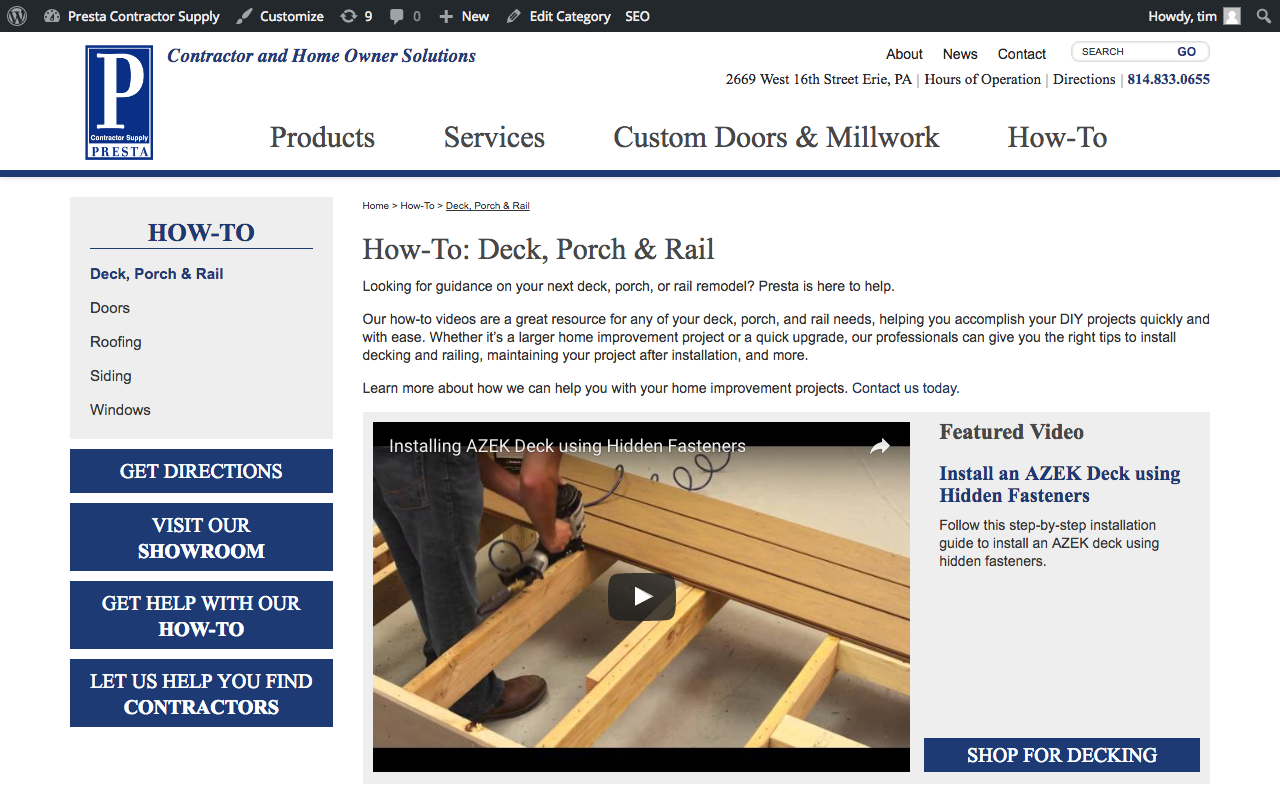 Presta Contractor Supply Customize 9 0 New Edit Category SEO Howdy, tim
P
Contractor Supply
PRESTA
Contractor and Home Owner Solutions
About News Contact SEARCH GO
2669 West 16th Street Erie, PA | Hours of Operation | Directions | 814.833.0655
Products Services Custom Doors & Millwork How-To
HOW-TO
Deck, Porch & Rail
Doors
Roofing
Siding
Windows
GET DIRECTIONS
VISIT OUR
SHOWROOM
GET HELP WITH OUR
HOW-TO
LET US HELP YOU FIND
CONTRACTORS
Home > How-To > Deck, Porch & Rail
How-To: Deck, Porch & Rail
Looking for guidance on your next deck, porch, or rail remodel? Presta is here to help.
Our how-to videos are a great resource for any of your deck, porch, and rail needs, helping you accomplish your DIY projects quickly and
with ease. Whether it's a larger home improvement project or a quick upgrade, our professionals can give you the right tips to install
decking and railing, maintaining your project after installation, and more.
Learn more about how we can help you with your home improvement projects. Contact us today.
Installing AZEK Deck using Hidden Fasteners
Featured Video
Install an AZEK Deck using
Hidden Fasteners
Follow this step-by-step installation
guide to install an AZEK deck using
hidden fasteners.
SHOP FOR DECKING